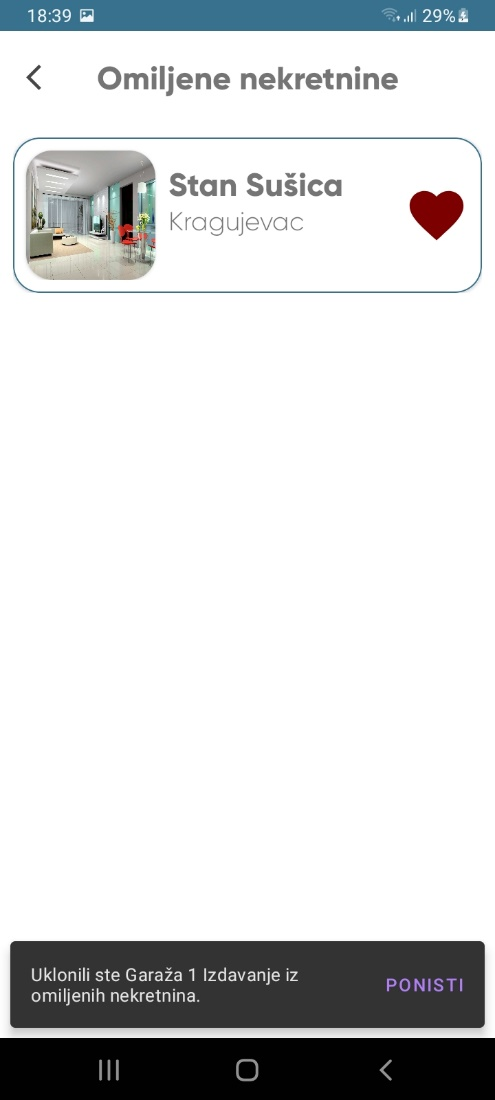 18:39
29%
Omiljene nekretnine
Stan Sušica
Kragujevac
Uklonili ste Garaža 1 Izdavanje iz
omiljenih nekretnina.
PONISTI